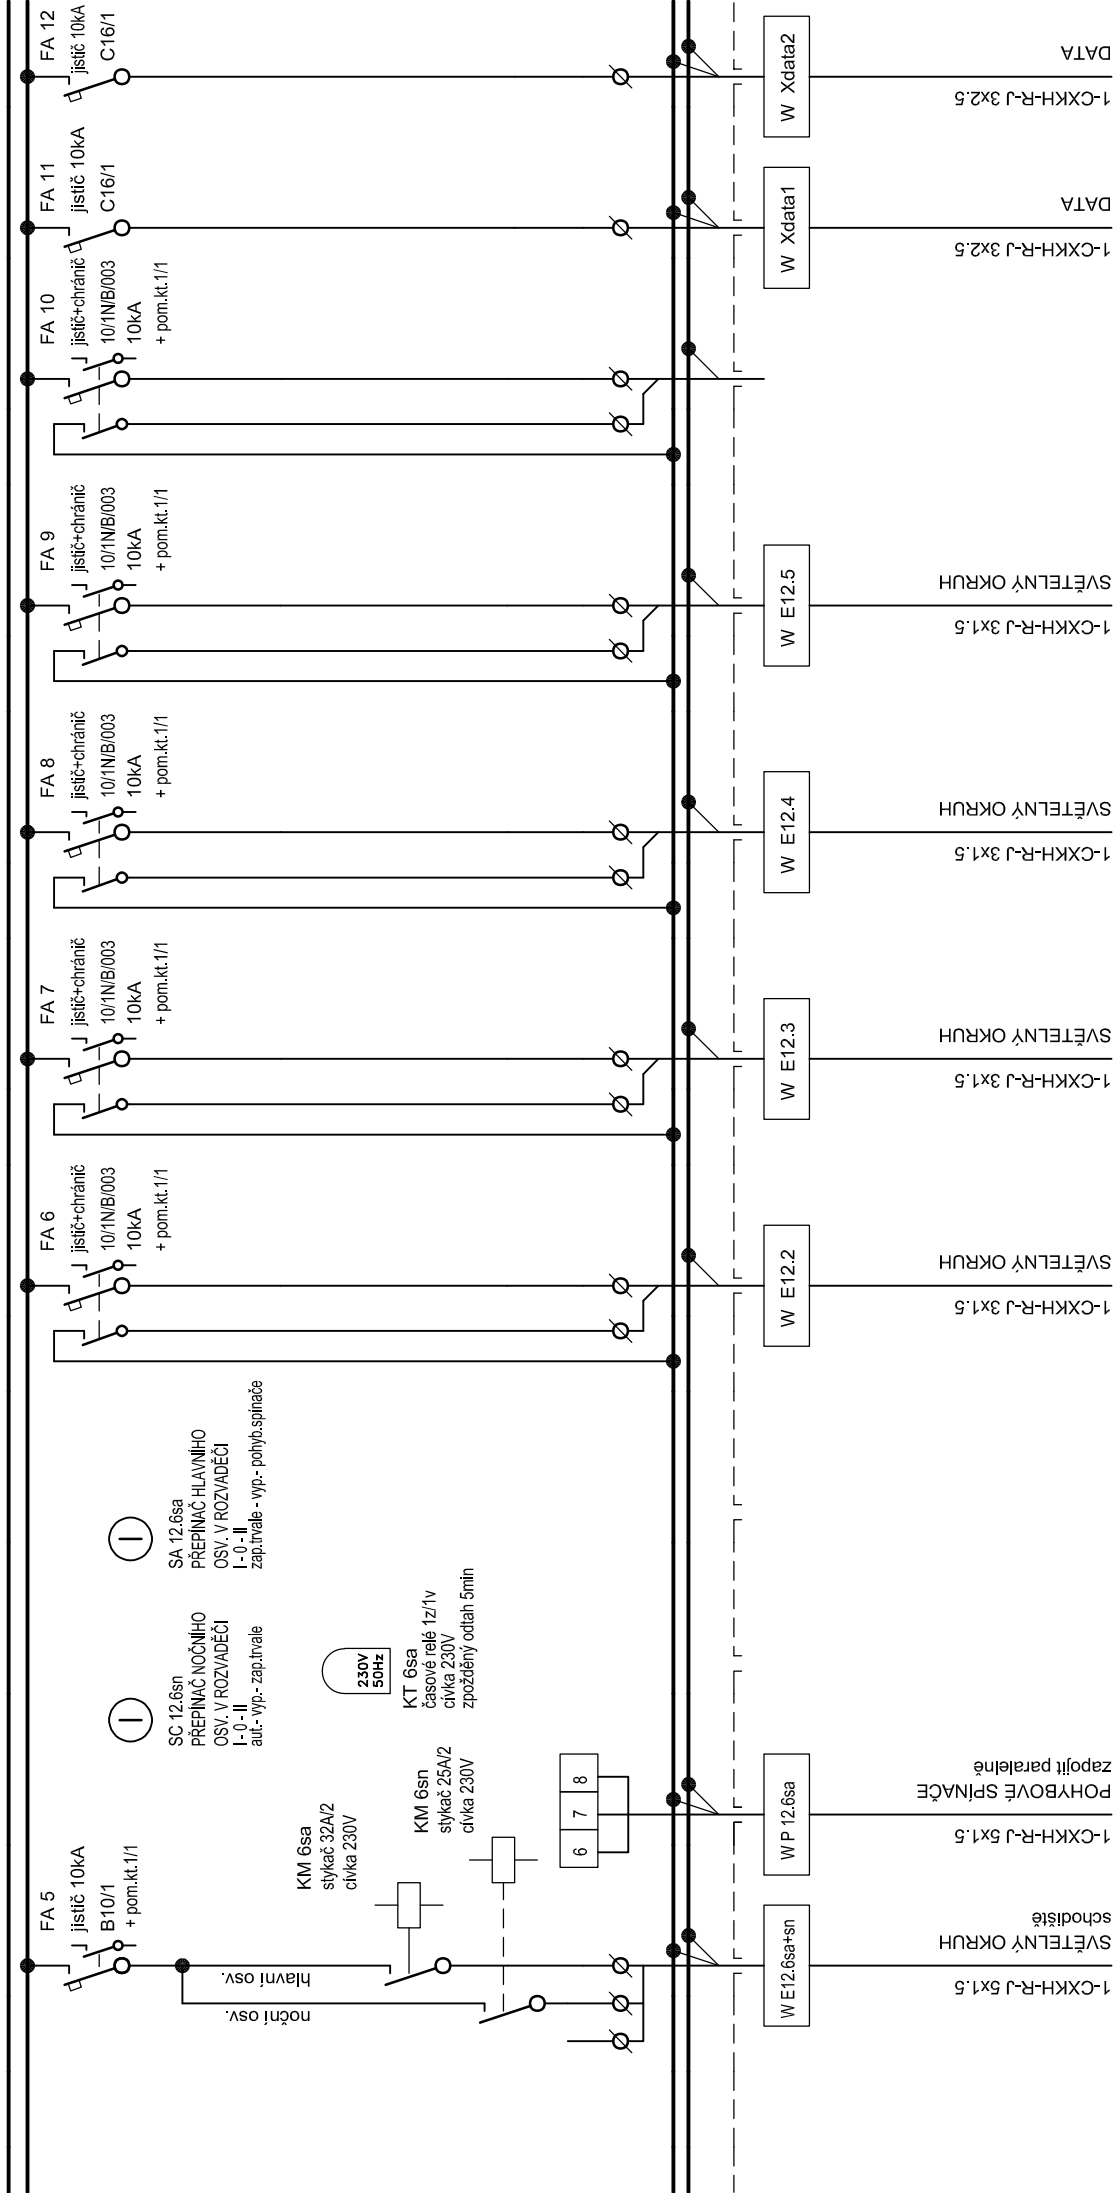 FA 5
jistič 10kA
B10/1
+ pom.kt.1/1
hlavní osv.
noční osv.
KM 6sa
stykač 32A/2
cívka 230V
KM 6sn
stykač 25A/2
cívka 230V
SC 12.6sn
PŘEPÍNAČ NOČNÍHO
OSV. V ROZVADĚČI
I - 0 - II
aut.- vyp.- zap.trvale
SA 12.6sa
PŘEPÍNAČ HLAVNÍHO
OSV. V ROZVADĚČI
I - 0 - II
zap.trvale - vyp.- pohyb.spínače
230V
50Hz
KT 6sa
časové relé 1z/1v
cívka 230V
zpožděný odtah 5min
6 7 8
W E12.6sa+sn
1-CXKH-R-J 5x1.5
SVĚTELNÝ OKRUH
schodiště
W P 12.6sa
1-CXKH-R-J 5x1.5
POHYBOVÉ SPÍNAČE
zapojit paralelně
FA 6
jistič+chránič
10/1N/B/003
10kA
+ pom.kt.1/1
W E12.2
1-CXKH-R-J 3x1.5
SVĚTELNÝ OKRUH
FA 7
jistič+chránič
10/1N/B/003
10kA
+ pom.kt.1/1
W E12.3
1-CXKH-R-J 3x1.5
SVĚTELNÝ OKRUH
FA 8
jistič+chránič
10/1N/B/003
10kA
+ pom.kt.1/1
W E12.4
1-CXKH-R-J 3x1.5
SVĚTELNÝ OKRUH
FA 9
jistič+chránič
10/1N/B/003
10kA
+ pom.kt.1/1
W E12.5
1-CXKH-R-J 3x1.5
SVĚTELNÝ OKRUH
FA 10
jistič+chránič
10/1N/B/003
10kA
+ pom.kt.1/1
FA 11
jistič 10kA
C16/1
W Xdata1
1-CXKH-R-J 3x2.5
DATA
FA 12
jistič 10kA
C16/1
W Xdata2
1-CXKH-R-J 3x2.5
DATA